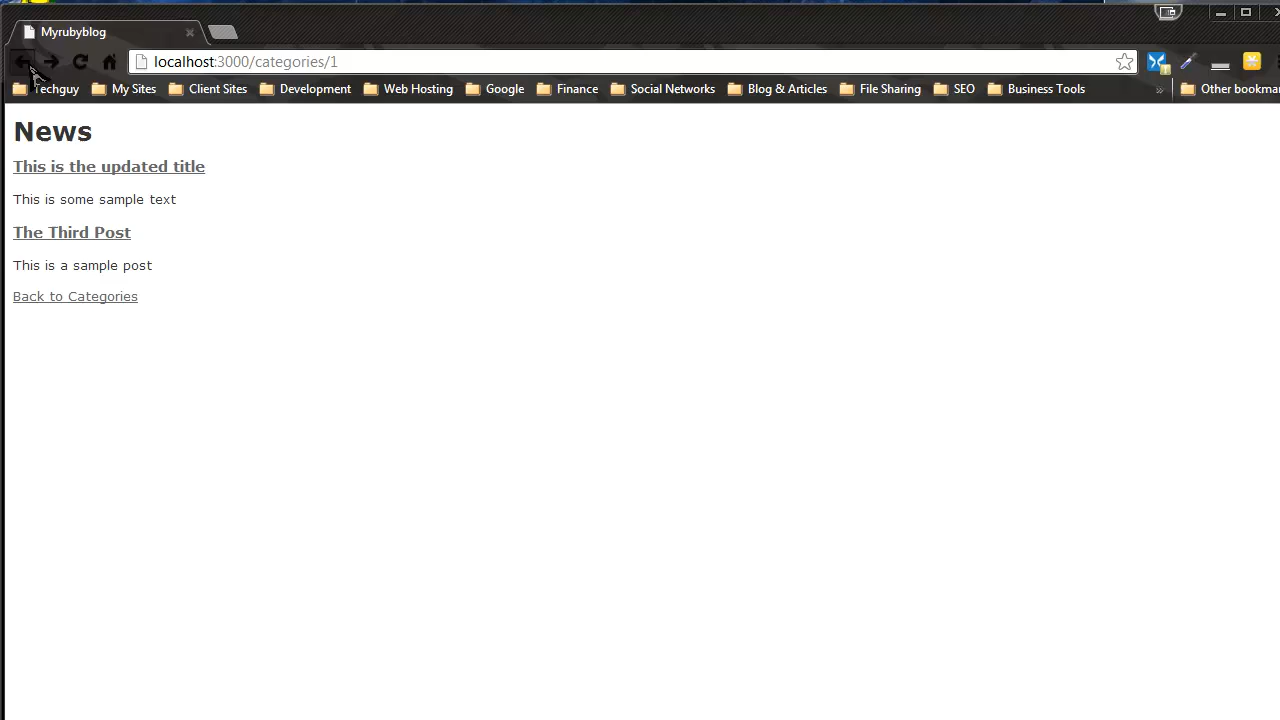 Myrubyblog
localhost:3000/categories/1
Techguy My Sites Client Sites Development Web Hosting Google Finance Social Networks Blog & Articles File Sharing SEO Business Tools » Other bookma
News
This is the updated title
This is some sample text
The Third Post
This is a sample post
Back to Categories